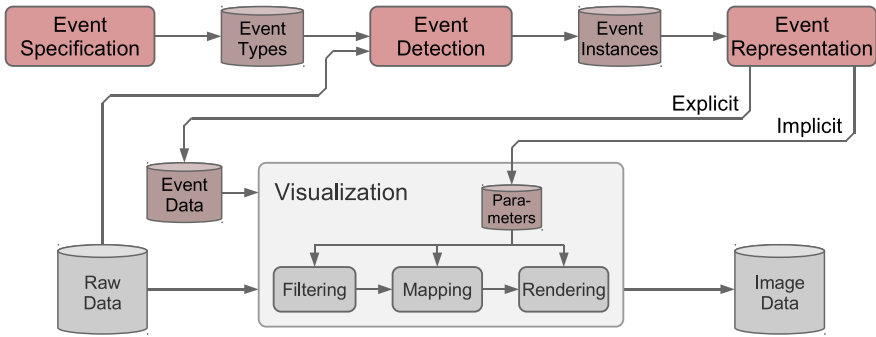 Event
Specification
Event
Types
Event
Detection
Event
Instances
Event
Representation
Explicit
Implicit
Event
Data
Visualization
Para-
meters
Raw
Data
Filtering
Mapping
Rendering
Image
Data